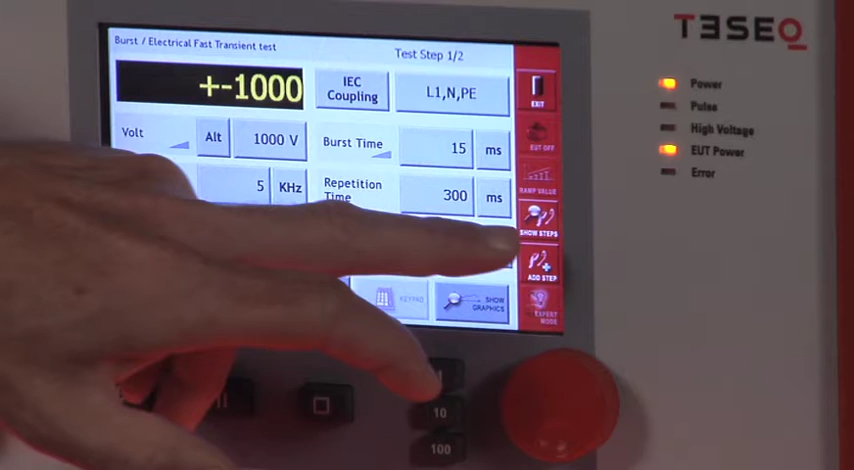 TESEQ
Burst / Electrical Fast Transient test
Test Step 1/2
+-1000
IEC
Coupling
L1,N,PE
EXIT
Volt
Alt
1000 V
Burst Time
15
ms
EUT OFF
5
KHz
Repetition
Time
300
ms
RAMP VALUE
SHOW STEPS
ADD STEP
KEYPAD
SHOW
GRAPHICS
EXPERT
MODE
Power
Pulse
High Voltage
EUT Power
Error
1
10
100